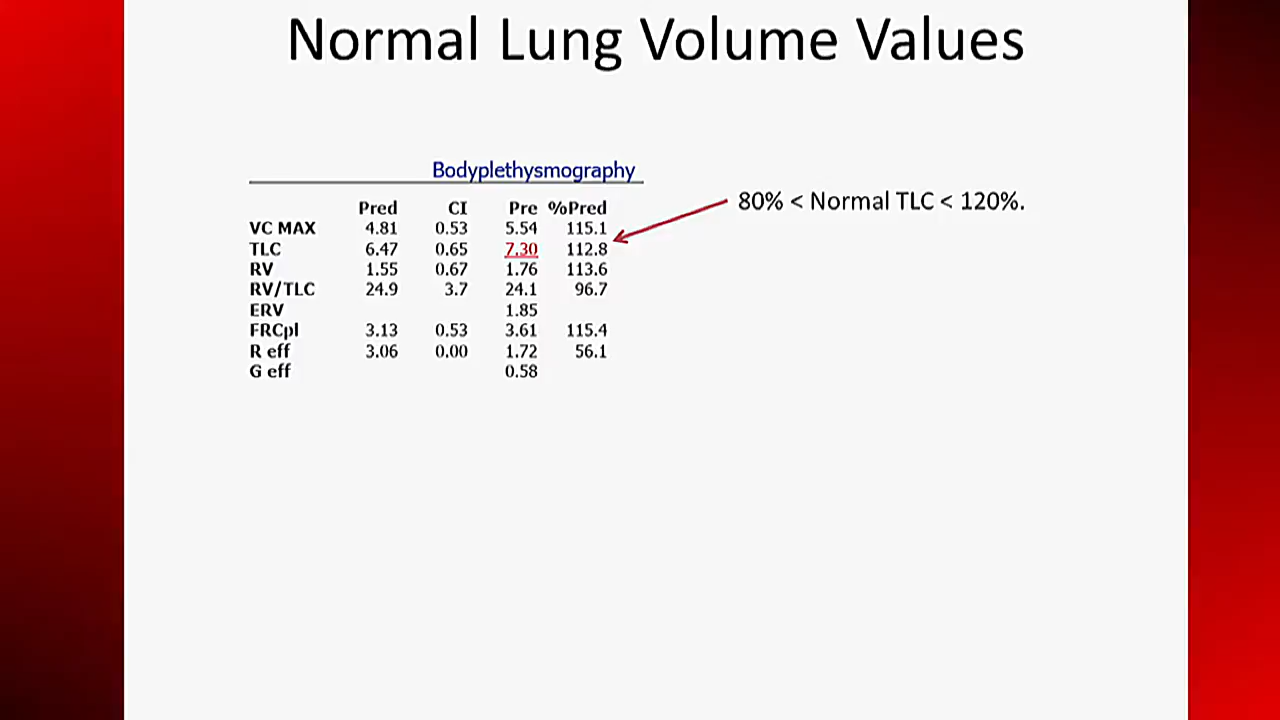 Normal Lung Volume Values
Bodyplethysmography
Pred CI Pre %Pred
VC MAX 4.81 0.53 5.54 115.1
TLC 6.47 0.65 7.30 112.8
RV 1.55 0.67 1.76 113.6
RV/TLC 24.9 3.7 24.1 96.7
ERV 1.85
FRCpl 3.13 0.53 3.61 115.4
R eff 3.06 0.00 1.72 56.1
G eff 0.58
80% < Normal TLC < 120%.